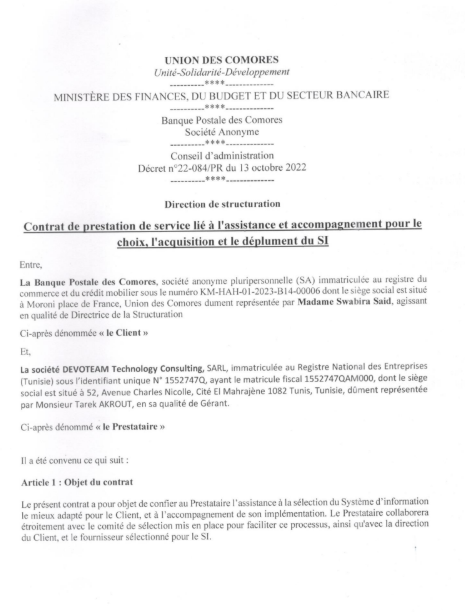 UNION DES COMORES
Unité-Solidarité-Développement
----------****--------------
MINISTÈRE DES FINANCES, DU BUDGET ET DU SECTEUR BANCAIRE
----------****--------------
Banque Postale des Comores
Société Anonyme
----------****--------------
Conseil d'administration
Décret n°22-084/PR du 13 octobre 2022
----------****--------------
Direction de structuration
Contrat de prestation de service lié à l'assistance et accompagnement pour le
choix, l'acquisition et le déplument du SI
Entre,
La Banque Postale des Comores, société anonyme pluripersonnelle (SA) immatriculée au registre du
commerce et du crédit mobilier sous le numéro KM-HAH-01-2023-B14-00006 dont le siège social est situé
à Moroni place de France, Union des Comores dument représentée par Madame Swabira Said, agissant
en qualité de Directrice de la Structuration
Ci-après dénommée « le Client »
Et,
La société DEVOTEAM Technology Consulting, SARL, immatriculée au Registre National des Entreprises
(Tunisie) sous l'identifiant unique N° 1552747Q, ayant le matricule fiscal 1552747QAM000, dont le siège
social est situé à 52, Avenue Charles Nicolle, Cité El Mahrajène 1082 Tunis, Tunisie, dûment représentée
par Monsieur Tarek AKROUT, en sa qualité de Gérant.
Ci-après dénommé « le Prestataire »
Il a été convenu ce qui suit :
Article 1 : Objet du contrat
Le présent contrat a pour objet de confier au Prestataire l'assistance à la sélection du Système d'information
le mieux adapté pour le Client, et à l'accompagnement de son implémentation. Le Prestataire collaborera
étroitement avec le comité de sélection mis en place pour faciliter ce processus, ainsi qu'avec la direction
du Client, et le fournisseur sélectionné pour le SI.